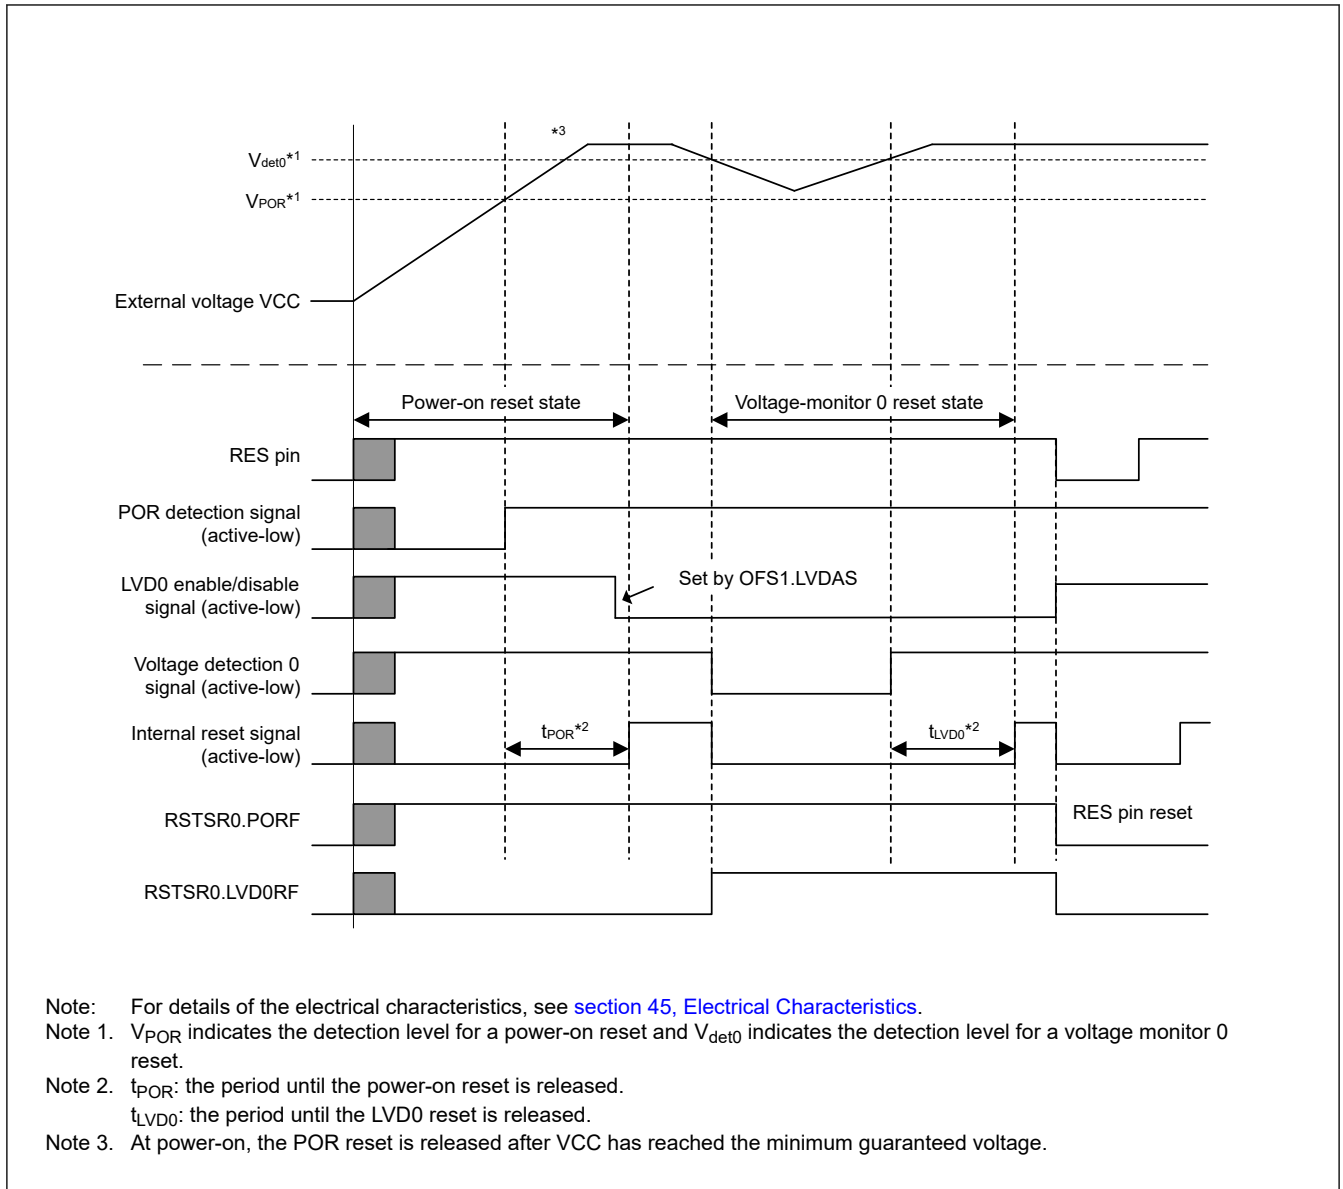 *3
Vdet0*1
VPOR*1
External voltage VCC
Power-on reset state
Voltage-monitor 0 reset state
RES pin
POR detection signal
(active-low)
LVD0 enable/disable
signal (active-low)
Set by OFS1.LVDAS
Voltage detection 0
signal (active-low)
Internal reset signal
(active-low)
tPOR*2
tLVD0*2
RSTSR0.PORF
RES pin reset
RSTSR0.LVD0RF
Note: For details of the electrical characteristics, see section 45, Electrical Characteristics.
Note 1. VPOR indicates the detection level for a power-on reset and Vdet0 indicates the detection level for a voltage monitor 0
reset.
Note 2. tPOR: the period until the power-on reset is released.
tLVD0: the period until the LVD0 reset is released.
Note 3. At power-on, the POR reset is released after VCC has reached the minimum guaranteed voltage.